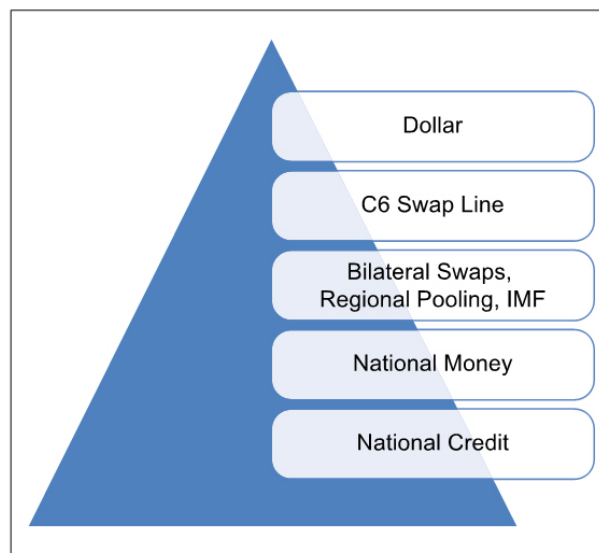 Dollar
C6 Swap Line
Bilateral Swaps,
Regional Pooling, IMF
National Money
National Credit